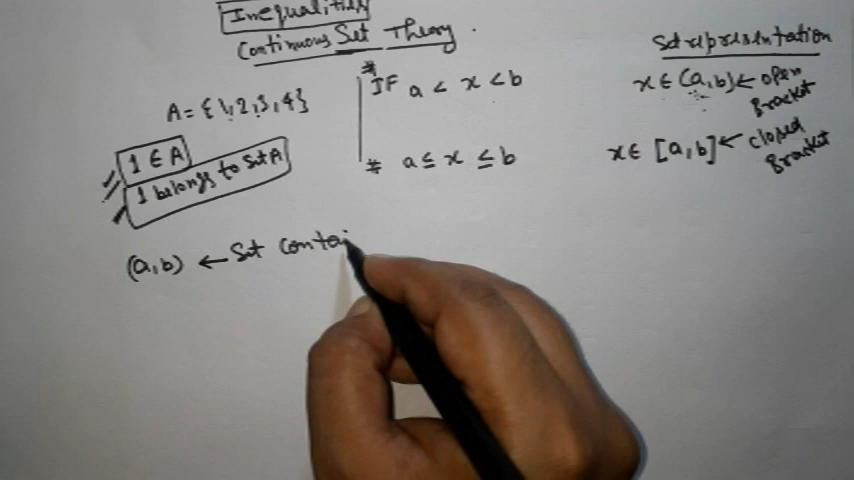 Inequalities
Continuous Set Theory.
A = {1, 2, 3, 4}
1 ∈ A
1 belongs to Set A
* IF a < x < b
* a ≤ x ≤ b
Set representation
x ∈ (a, b) ← open
Bracket
x ∈ [a, b] ← closed
Bracket
(a, b) ← Set contai